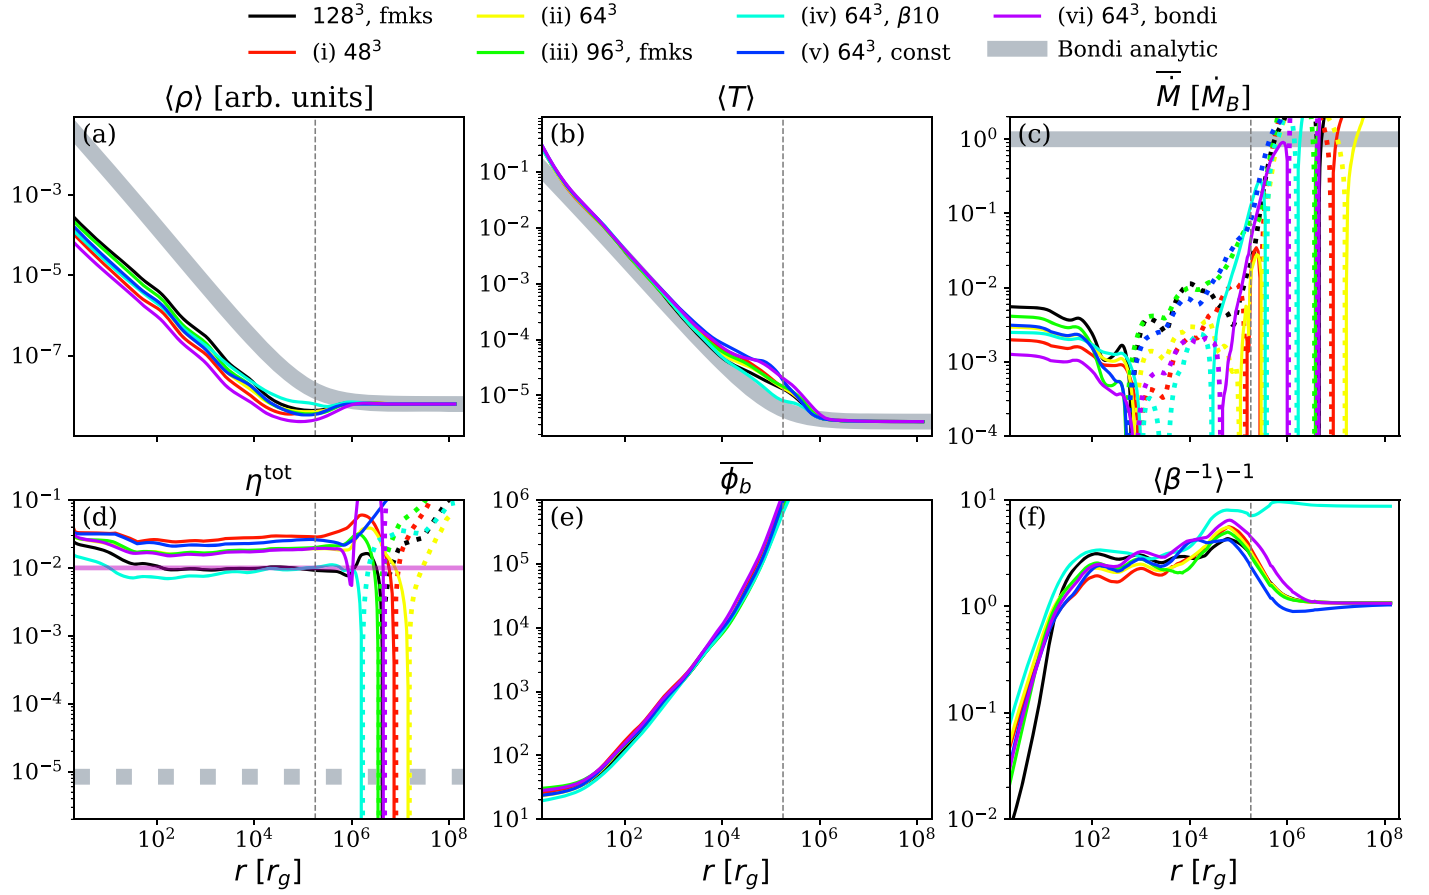 128³, fmks
(ii) 64³
(iv) 64³, β10
(vi) 64³, bondi
(i) 48³
(iii) 96³, fmks
(v) 64³, const
Bondi analytic
⟨ρ⟩ [arb. units]
⟨T⟩
Ṁ̅ [Ṁ_B]
(a)
(b)
(c)
10⁻³
10⁻⁵
10⁻⁷
10⁻¹
10⁻²
10⁻³
10⁻⁴
10⁻⁵
10⁰
10⁻¹
10⁻²
10⁻³
10⁻⁴
η^tot
ϕ_b̅
⟨β⁻¹⟩⁻¹
(d)
(e)
(f)
10⁻¹
10⁻²
10⁻³
10⁻⁴
10⁻⁵
10⁶
10⁵
10⁴
10³
10²
10¹
10¹
10⁰
10⁻¹
10⁻²
10² 10⁴ 10⁶ 10⁸
10² 10⁴ 10⁶ 10⁸
10² 10⁴ 10⁶ 10⁸
r [r_g]
r [r_g]
r [r_g]